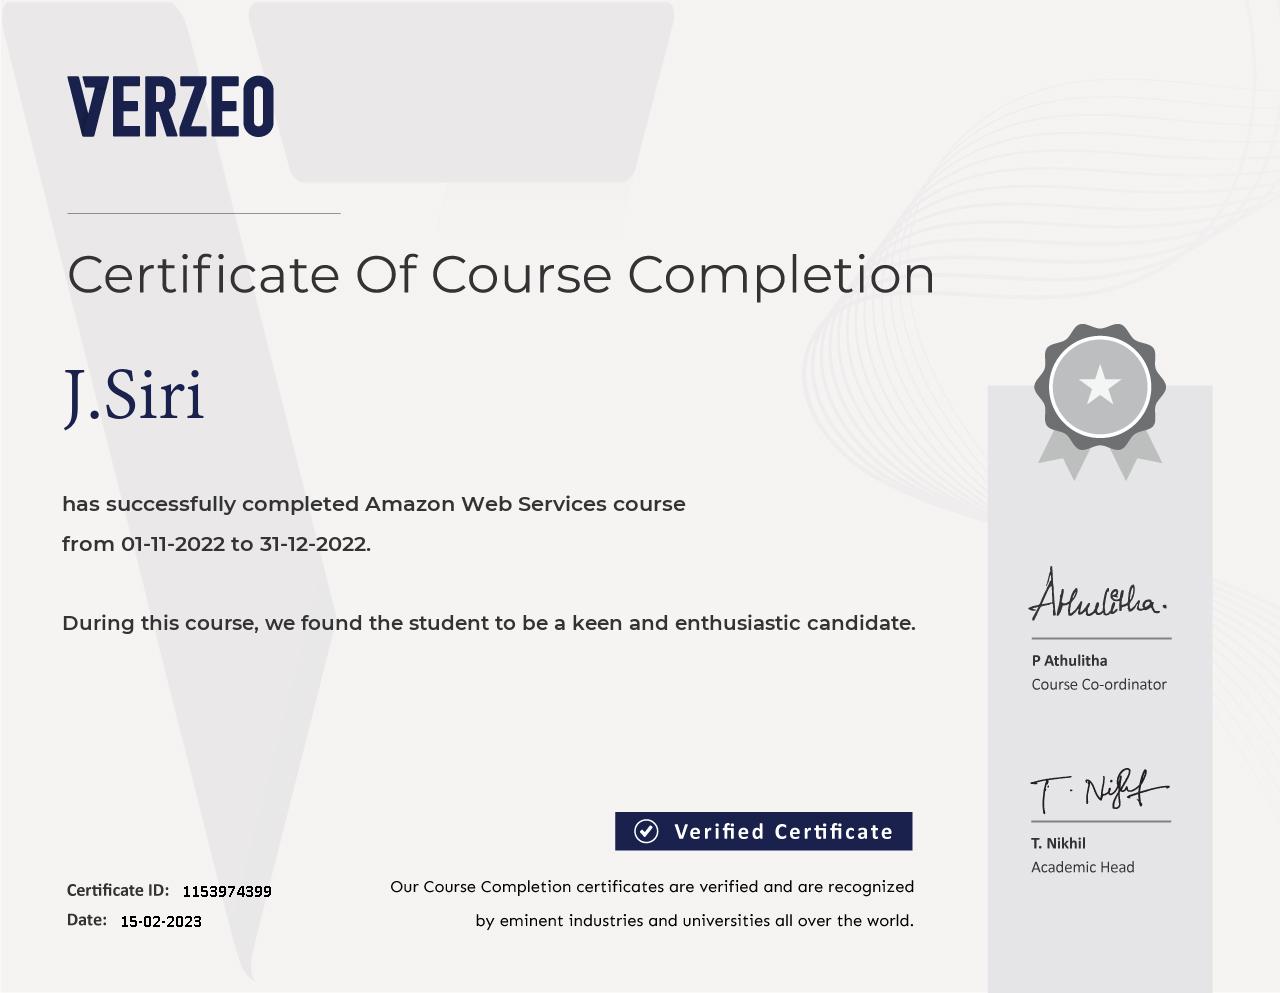 VERZEO
Certificate Of Course Completion
J.Siri
has successfully completed Amazon Web Services course
from 01-11-2022 to 31-12-2022.
During this course, we found the student to be a keen and enthusiastic candidate.
Athulitha.
P Athulitha
Course Co-ordinator
T. Nikhil
T. Nikhil
Academic Head
Verified Certificate
Our Course Completion certificates are verified and are recognized
by eminent industries and universities all over the world.
Certificate ID: 1153974399
Date: 15-02-2023